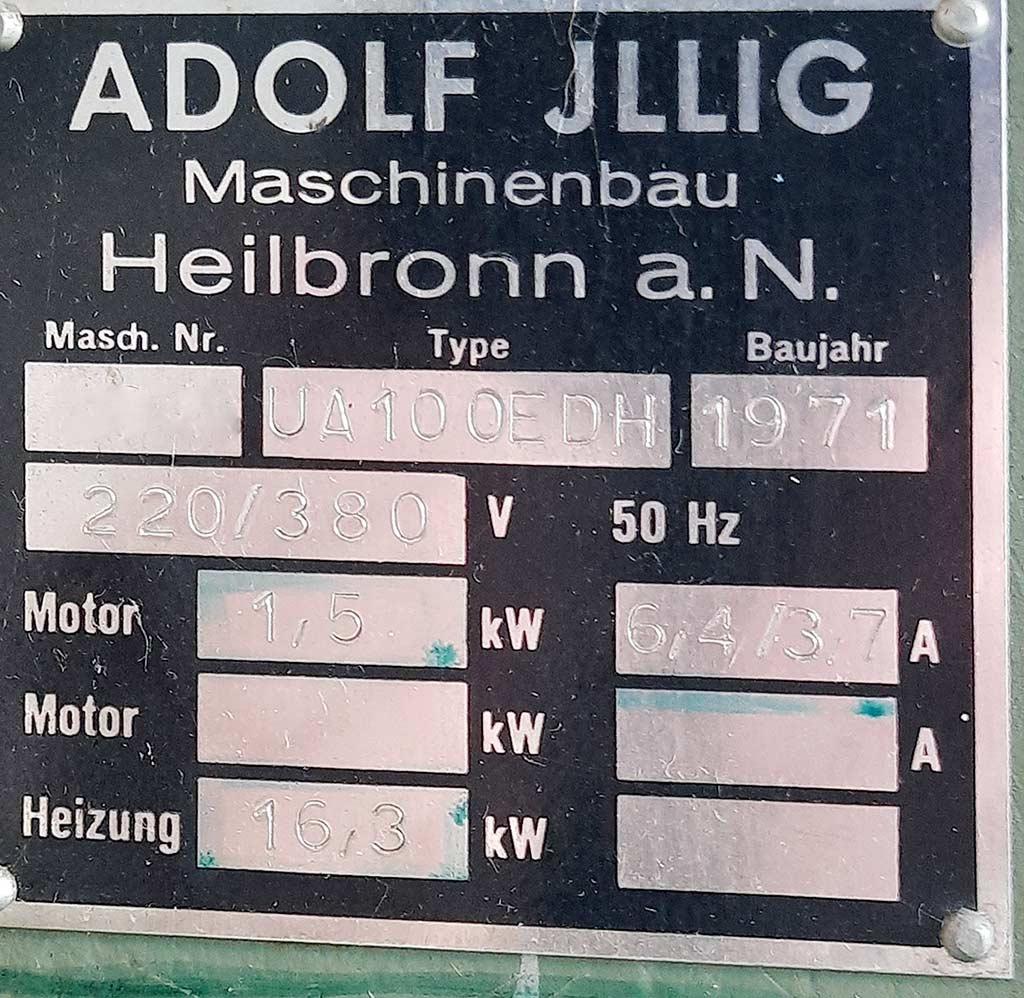 ADOLF JLLIG
Maschinenbau
Heilbronn a. N.
Masch. Nr. Type Baujahr
UA100EDH 1971
220/380 V 50 Hz
Motor 1,5 kW 6,4/3,7 A
Motor kW A
Heizung 16,3 kW